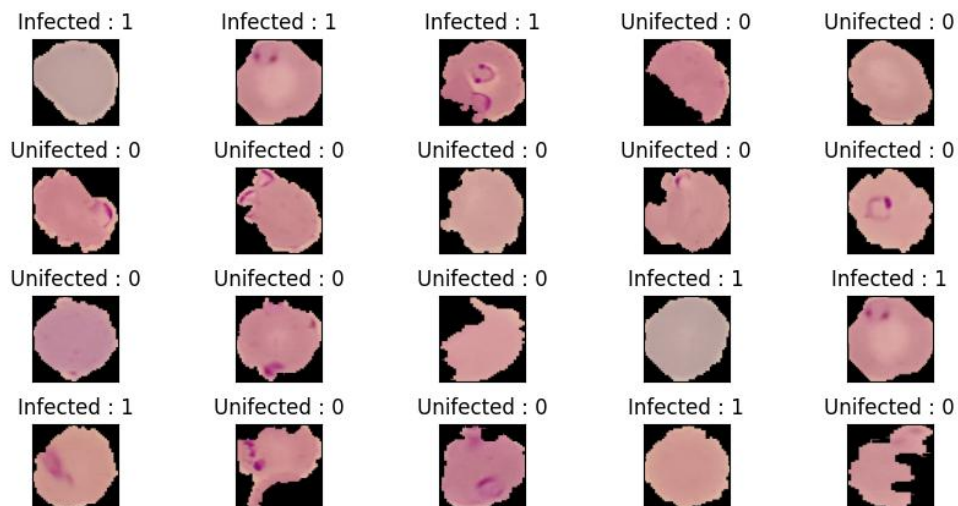 Infected : 1 Infected : 1 Infected : 1 Unifected : 0 Unifected : 0
Unifected : 0 Unifected : 0 Unifected : 0 Unifected : 0 Unifected : 0
Unifected : 0 Unifected : 0 Unifected : 0 Infected : 1 Infected : 1
Infected : 1 Unifected : 0 Unifected : 0 Infected : 1 Unifected : 0